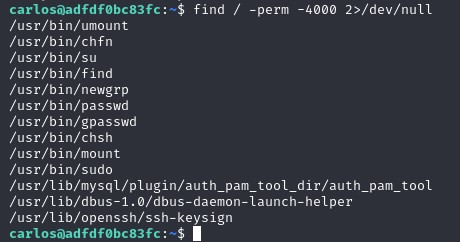 carlos@adfdf0bc83fc:~$ find / -perm -4000 2>/dev/null
/usr/bin/umount
/usr/bin/chfn
/usr/bin/su
/usr/bin/find
/usr/bin/newgrp
/usr/bin/passwd
/usr/bin/gpasswd
/usr/bin/chsh
/usr/bin/mount
/usr/bin/sudo
/usr/lib/mysql/plugin/auth_pam_tool_dir/auth_pam_tool
/usr/lib/dbus-1.0/dbus-daemon-launch-helper
/usr/lib/openssh/ssh-keysign
carlos@adfdf0bc83fc:~$